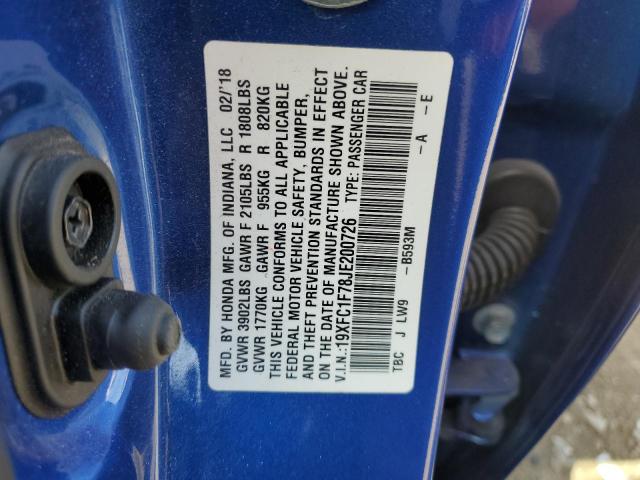 MFD. BY HONDA MFG. OF INDIANA, LLC 02/'18
GVWR 3902LBS GAWR F 2105LBS R 1808LBS
GVWR 1770KG GAWR F 955KG R 820KG
THIS VEHICLE CONFORMS TO ALL APPLICABLE
FEDERAL MOTOR VEHICLE SAFETY, BUMPER,
AND THEFT PREVENTION STANDARDS IN EFFECT
ON THE DATE OF MANUFACTURE SHOWN ABOVE.
V.I.N.:19XFC1F78JE200726 TYPE: PASSENGER CAR
TBC J LW9 -B593M -A -E